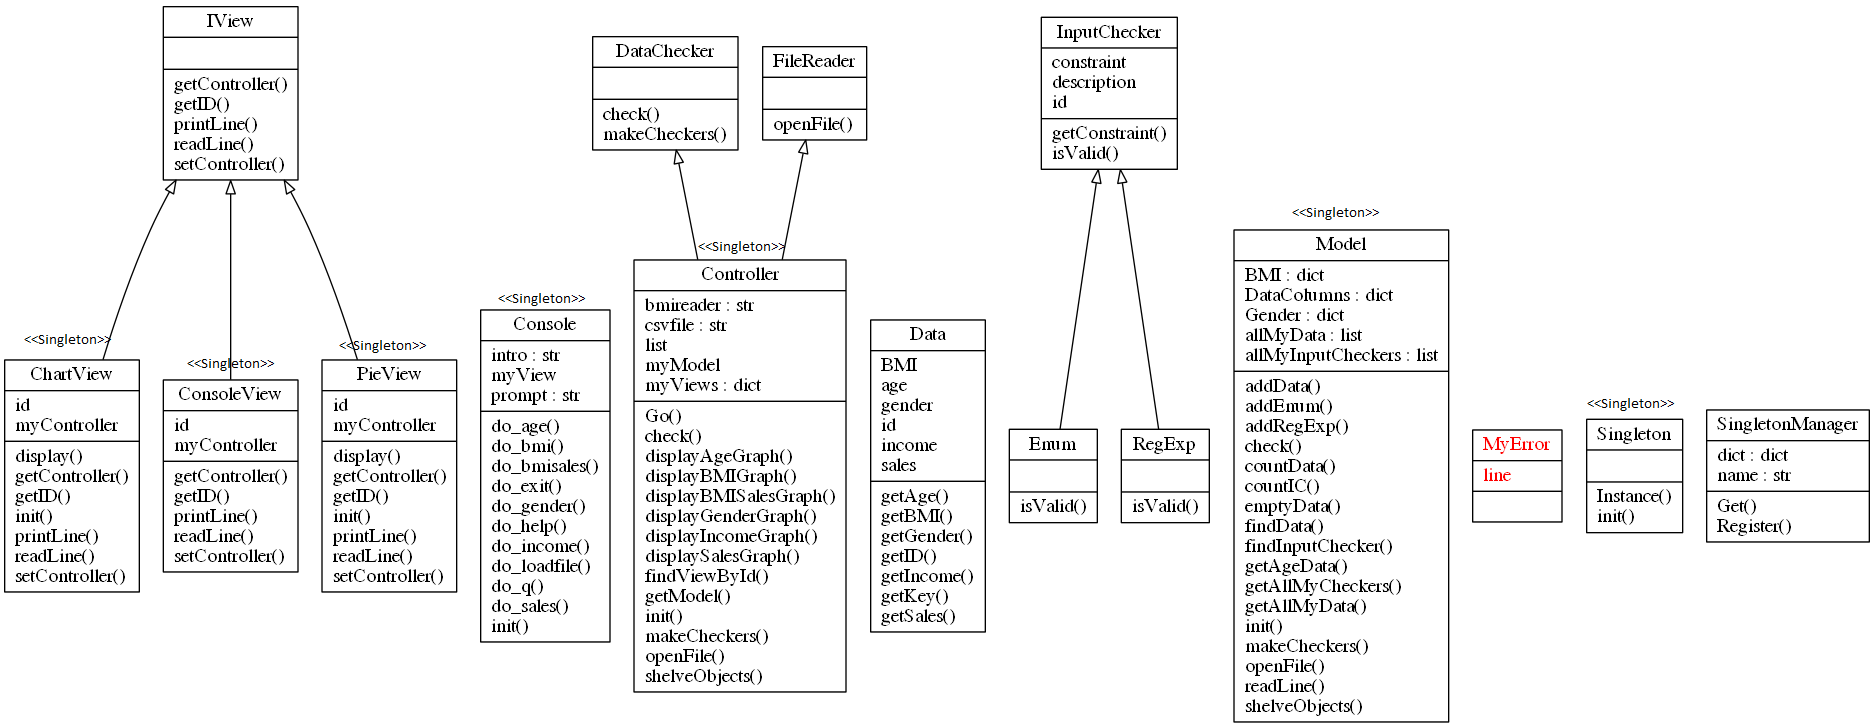 IView
getController()
getID()
printLine()
readLine()
setController()
DataChecker
check()
makeCheckers()
FileReader
openFile()
InputChecker
constraint
description
id
getConstraint()
isValid()
<<Singleton>>
ChartView
id
myController
display()
getController()
getID()
init()
printLine()
readLine()
setController()
<<Singleton>>
ConsoleView
id
myController
getController()
getID()
printLine()
readLine()
setController()
<<Singleton>>
PieView
id
myController
display()
getController()
getID()
init()
printLine()
readLine()
setController()
<<Singleton>>
Console
intro : str
myView
prompt : str
do_age()
do_bmi()
do_bmisales()
do_exit()
do_gender()
do_help()
do_income()
do_loadfile()
do_q()
do_sales()
init()
<<Singleton>>
Controller
bmireader : str
csvfile : str
list
myModel
myViews : dict
Go()
check()
displayAgeGraph()
displayBMIGraph()
displayBMISalesGraph()
displayGenderGraph()
displayIncomeGraph()
displaySalesGraph()
findViewById()
getModel()
init()
makeCheckers()
openFile()
shelveObjects()
Data
BMI
age
gender
id
income
sales
getAge()
getBMI()
getGender()
getID()
getIncome()
getKey()
getSales()
Enum
isValid()
RegExp
isValid()
<<Singleton>>
Model
BMI : dict
DataColumns : dict
Gender : dict
allMyData : list
allMyInputCheckers : list
addData()
addEnum()
addRegExp()
check()
countData()
countIC()
emptyData()
findData()
findInputChecker()
getAgeData()
getAllMyCheckers()
getAllMyData()
init()
makeCheckers()
openFile()
readLine()
shelveObjects()
MyError
line
<<Singleton>>
Singleton
Instance()
init()
SingletonManager
dict : dict
name : str
Get()
Register()